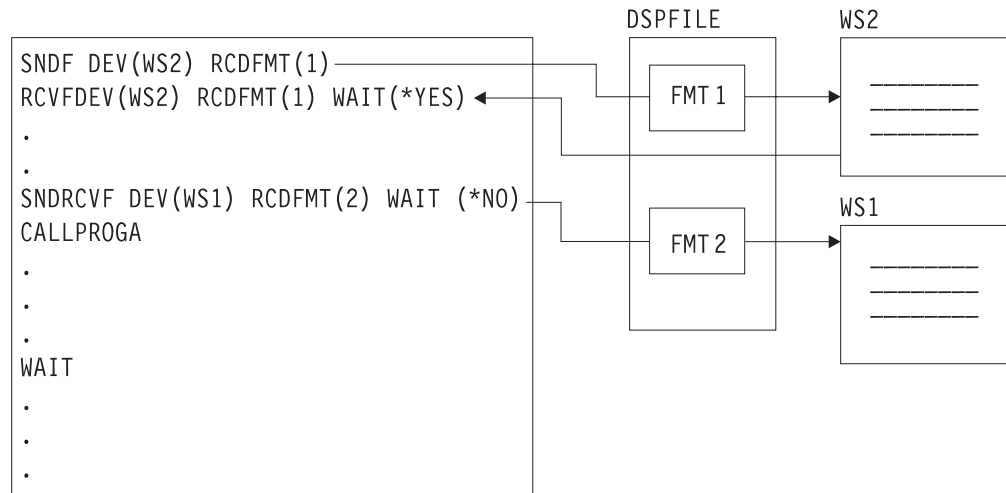 SNDF DEV(WS2) RCDFMT(1)
RCVFDEV(WS2) RCDFMT(1) WAIT(*YES)
.
.
SNDRCVF DEV(WS1) RCDFMT(2) WAIT (*NO)
CALLPROGA
.
.
.
WAIT
.
.
.
DSPFILE
FMT 1
FMT 2
WS2
WS1